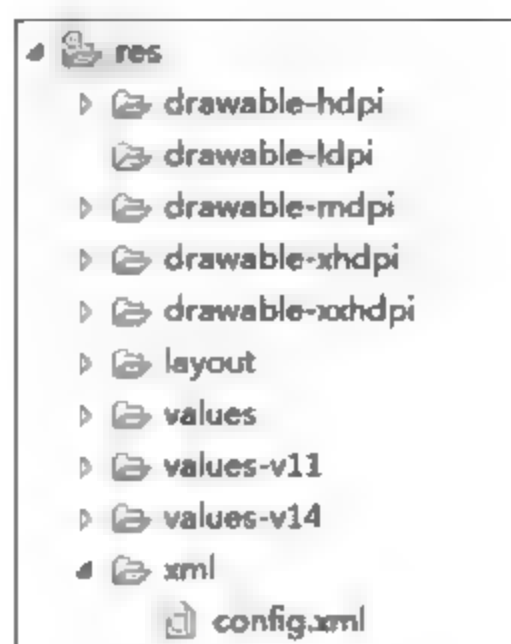 res
drawable-hdpi
drawable-ldpi
drawable-mdpi
drawable-xhdpi
drawable-xxhdpi
layout
values
values-v11
values-v14
xml
config.xml